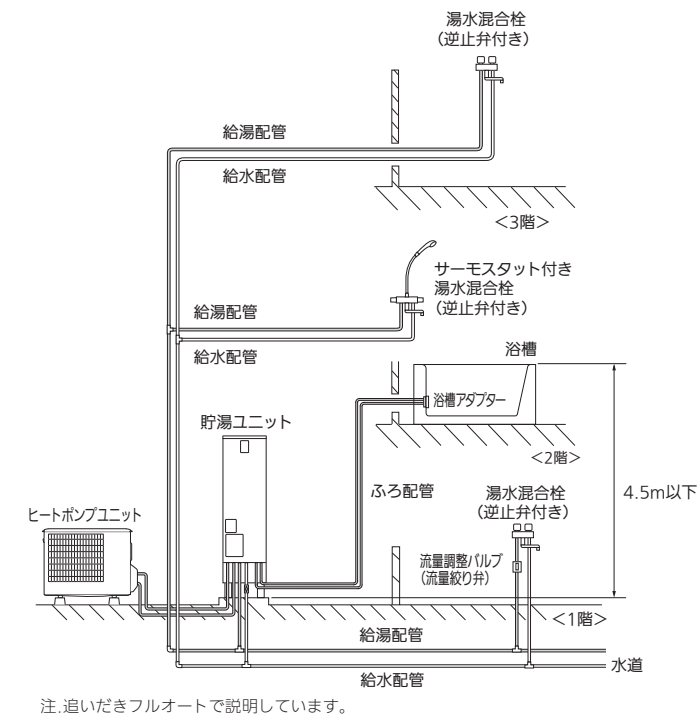 湯水混合栓
（逆止弁付き）
給湯配管
給水配管
＜3階＞
サーモスタット付き
湯水混合栓
（逆止弁付き）
給湯配管
給水配管
浴槽
浴槽アダプター
貯湯ユニット
＜2階＞
ふろ配管
湯水混合栓
（逆止弁付き）
4.5m以下
ヒートポンプユニット
流量調整バルブ
（流量絞り弁）
＜1階＞
給湯配管
水道
給水配管
注.追いだきフルオートで説明しています。